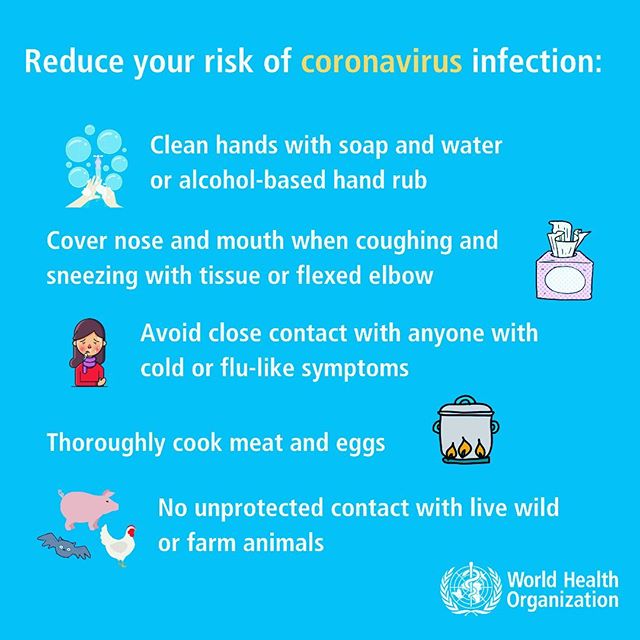 Reduce your risk of coronavirus infection:
Clean hands with soap and water
or alcohol-based hand rub
Cover nose and mouth when coughing and
sneezing with tissue or flexed elbow
Avoid close contact with anyone with
cold or flu-like symptoms
Thoroughly cook meat and eggs
No unprotected contact with live wild
or farm animals
World Health
Organization